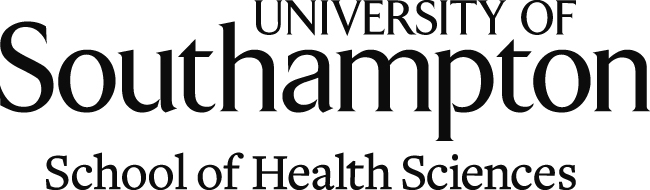 UNIVERSITY OF
Southampton
School of Health Sciences